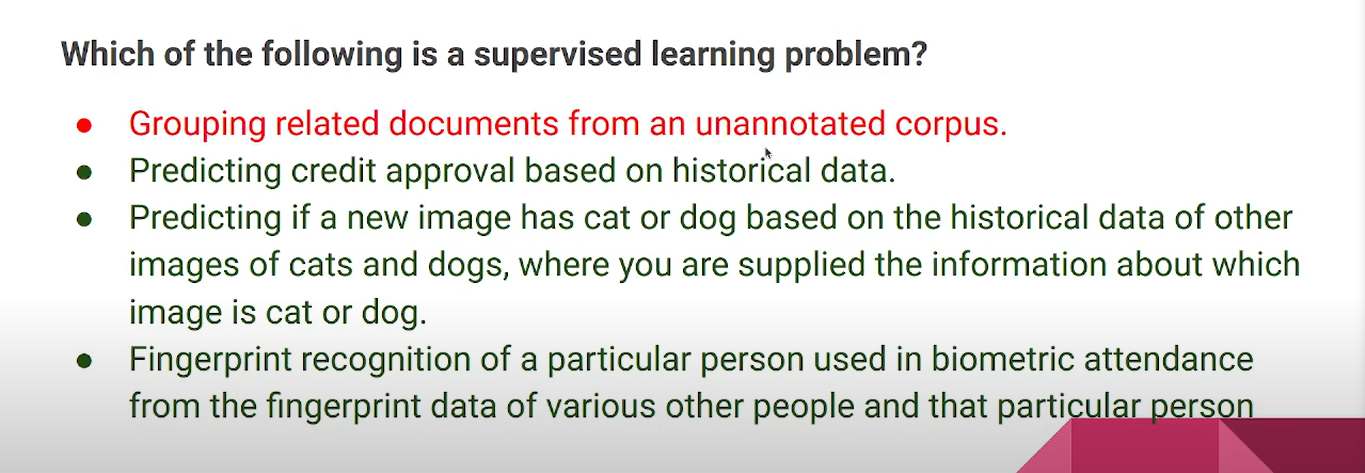 Which of the following is a supervised learning problem?
● Grouping related documents from an unannotated corpus.
● Predicting credit approval based on historical data.
● Predicting if a new image has cat or dog based on the historical data of other
images of cats and dogs, where you are supplied the information about which
image is cat or dog.
● Fingerprint recognition of a particular person used in biometric attendance
from the fingerprint data of various other people and that particular person